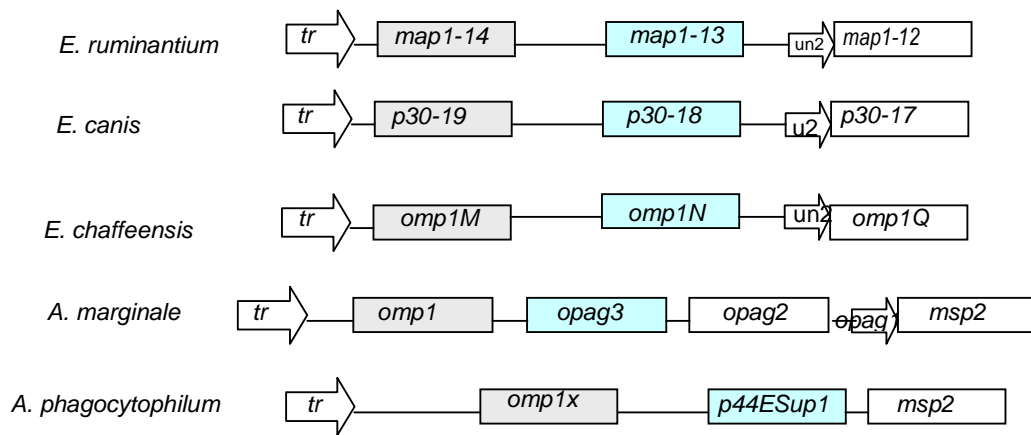 E. ruminantium tr map1-14 map1-13 un2 map1-12
E. canis tr p30-19 p30-18 u2 p30-17
E. chaffeensis tr omp1M omp1N un2 omp1Q
A. marginale tr omp1 opag3 opag2 opag msp2
A. phagocytophilum tr omp1x p44ESup1 msp2